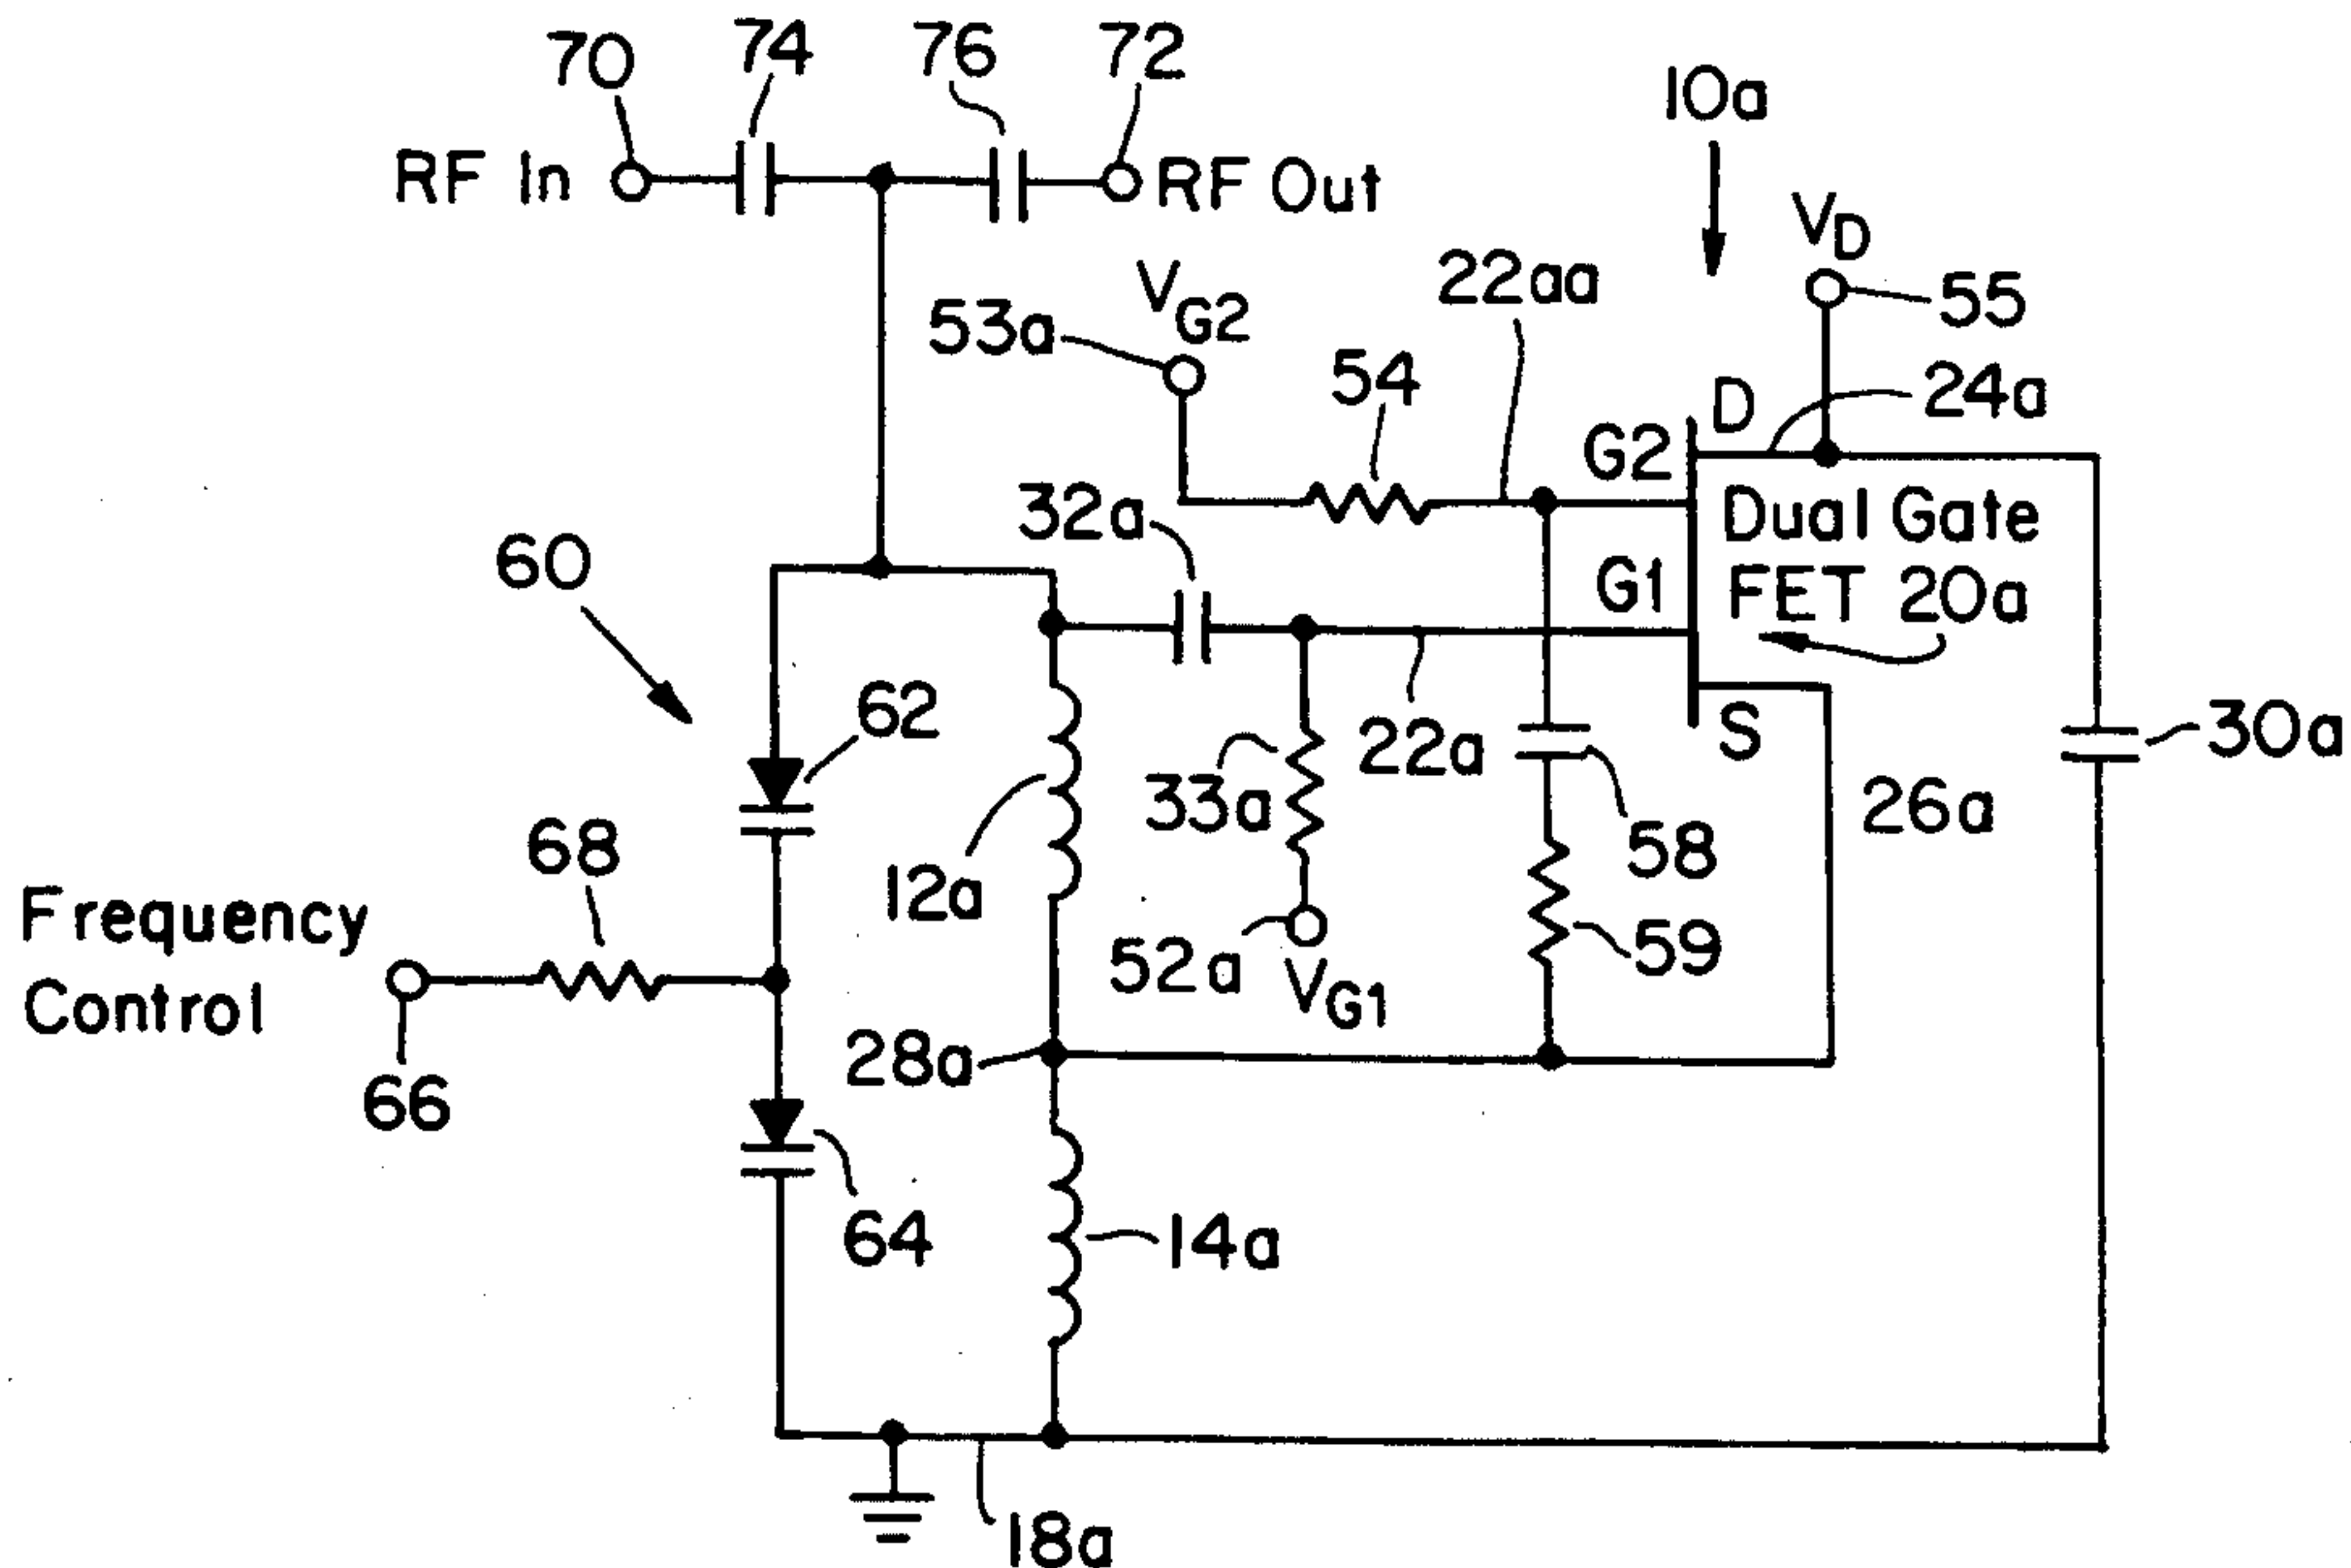 70
74
76
72
10a
RF In
RF Out
VD
55
VG2
53a
22aa
54
24a
D
G2
Dual Gate
FET 20a
32a
G1
60
62
22a
S
30a
33a
26a
58
68
12a
59
Frequency
Control
52a
VG1
28a
66
64
14a
18a